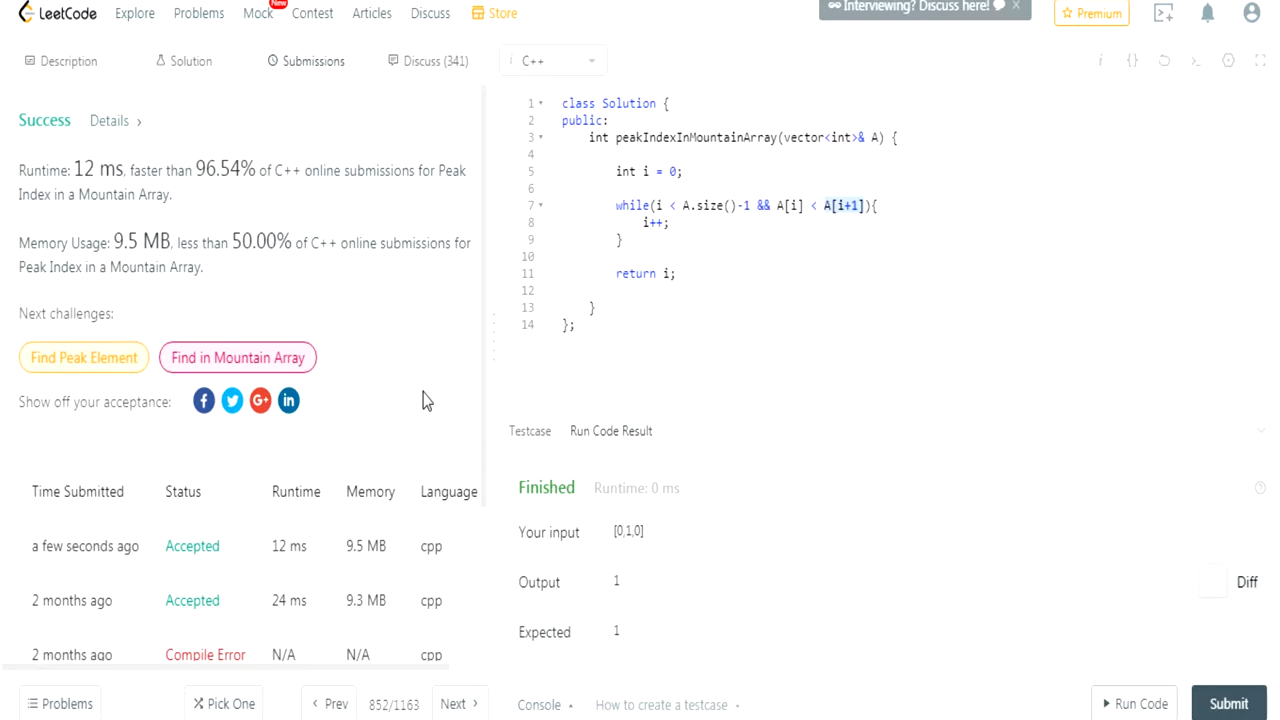 LeetCode Explore Problems Mock New Contest Articles Discuss Store Interviewing? Discuss here! x Premium
Description Solution Submissions Discuss (341) i C++
Success Details >
Runtime: 12 ms, faster than 96.54% of C++ online submissions for Peak
Index in a Mountain Array.
Memory Usage: 9.5 MB, less than 50.00% of C++ online submissions for
Peak Index in a Mountain Array.
Next challenges:
Find Peak Element Find in Mountain Array
Show off your acceptance: f G+ in
Time Submitted Status Runtime Memory Language
a few seconds ago Accepted 12 ms 9.5 MB cpp
2 months ago Accepted 24 ms 9.3 MB cpp
2 months ago Compile Error N/A N/A cpp
Problems Pick One < Prev 852/1163 Next >
1 class Solution {
2 public:
3 int peakIndexInMountainArray(vector<int>& A) {
4
5 int i = 0;
6
7 while(i < A.size()-1 && A[i] < A[i+1]){
8 i++;
9 }
10
11 return i;
12
13 }
14 };
Testcase Run Code Result
Finished Runtime: 0 ms
Your input [0,1,0]
Output 1
Diff
Expected 1
Console How to create a testcase Run Code Submit